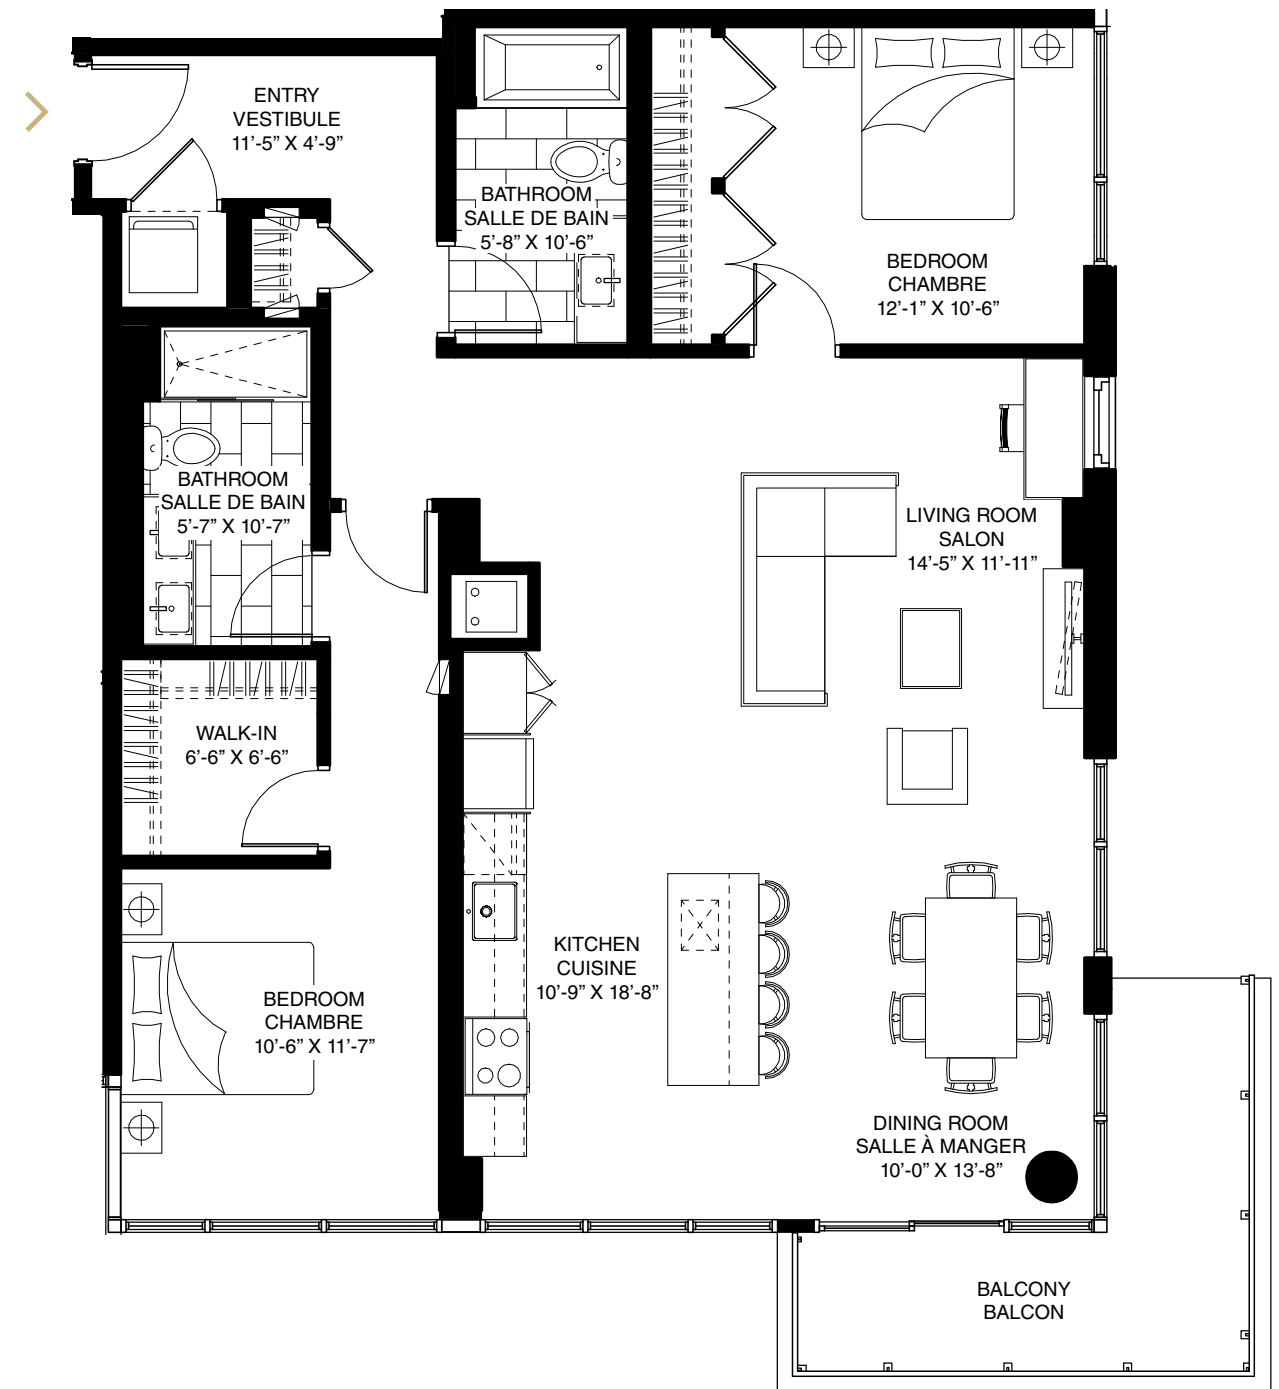 ENTRY
VESTIBULE
11'-5" X 4'-9"
BATHROOM
SALLE DE BAIN
5'-8" X 10'-6"
BEDROOM
CHAMBRE
12'-1" X 10'-6"
BATHROOM
SALLE DE BAIN
5'-7" X 10'-7"
LIVING ROOM
SALON
14'-5" X 11'-11"
WALK-IN
6'-6" X 6'-6"
KITCHEN
CUISINE
10'-9" X 18'-8"
BEDROOM
CHAMBRE
10'-6" X 11'-7"
DINING ROOM
SALLE À MANGER
10'-0" X 13'-8"
BALCONY
BALCON